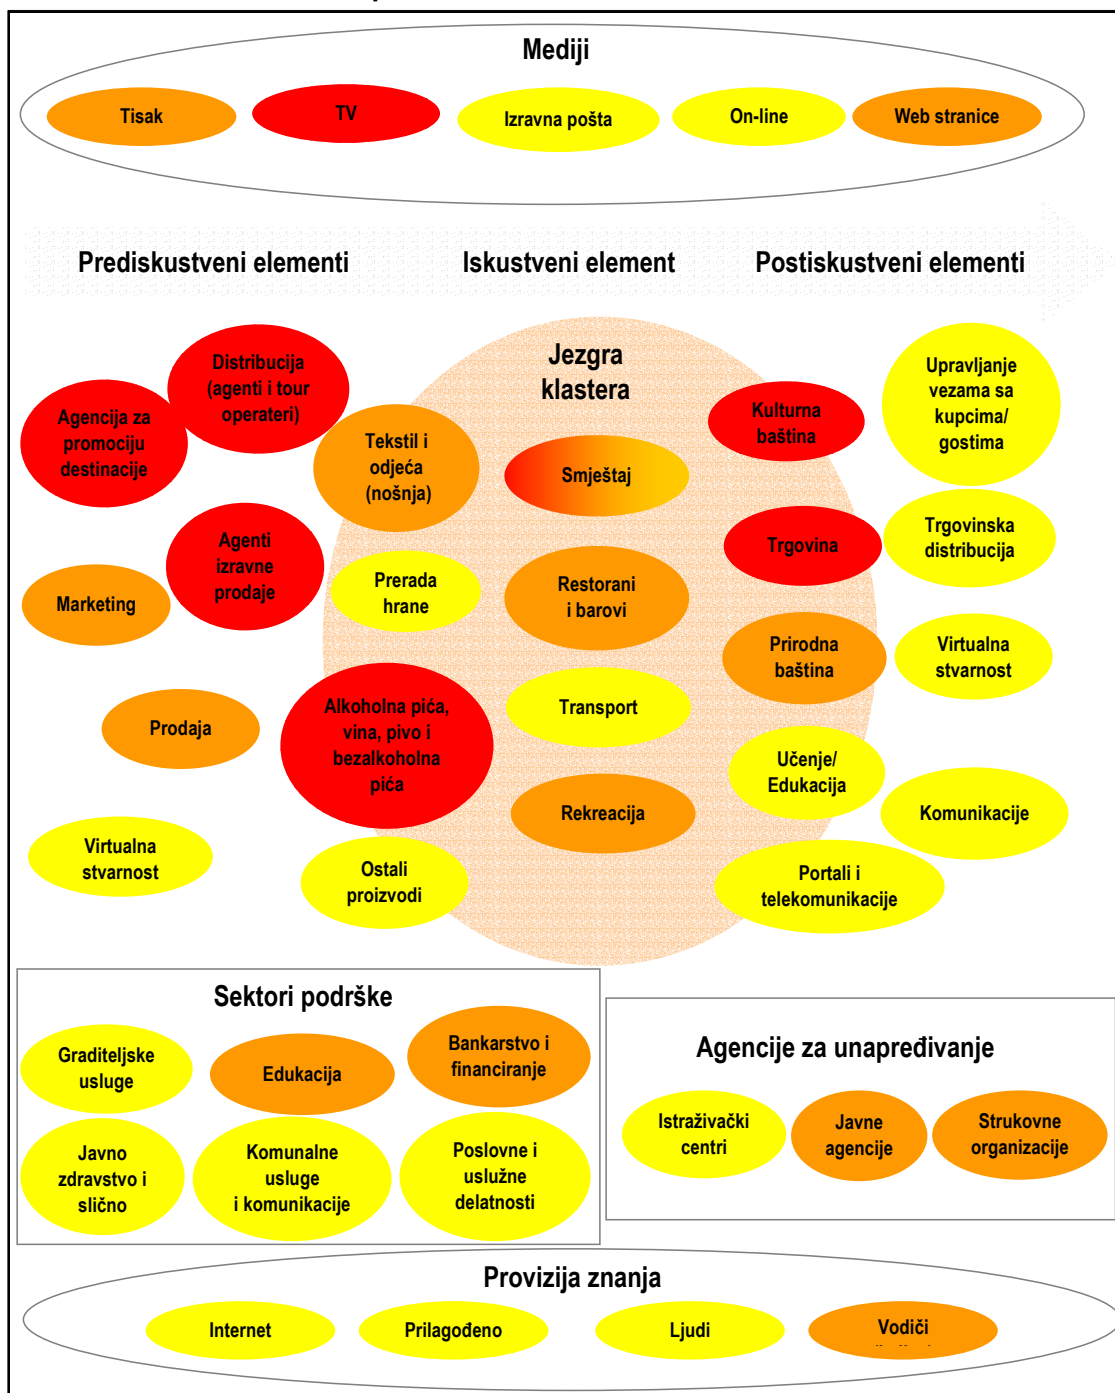 Mediji
Tisak
TV
Izravna pošta
On-line
Web stranice
Prediskustveni elementi
Iskustveni element
Postiskustveni elementi
Jezgra
klastera
Distribucija
(agenti i tour
operateri)
Agencija za
promociju
destinacije
Tekstil i
odjeća
(nošnja)
Agenti
izravne
prodaje
Marketing
Prerada
hrane
Prodaja
Alkoholna pića,
vina, pivo i
bezalkoholna
pića
Virtualna
stvarnost
Ostali
proizvodi
Smještaj
Restorani
i barovi
Transport
Rekreacija
Kulturna
baština
Upravljanje
vezama sa
kupcima/
gostima
Trgovina
Trgovinska
distribucija
Prirodna
baština
Virtualna
stvarnost
Učenje/
Edukacija
Komunikacije
Portali i
telekomunikacije
Sektori podrške
Graditeljske
usluge
Edukacija
Bankarstvo i
financiranje
Javno
zdravstvo i
slično
Komunalne
usluge
i komunikacije
Poslovne i
uslužne
delatnosti
Agencije za unapređivanje
Istraživački
centri
Javne
agencije
Strukovne
organizacije
Provizija znanja
Internet
Prilagođeno
Ljudi
Vodiči